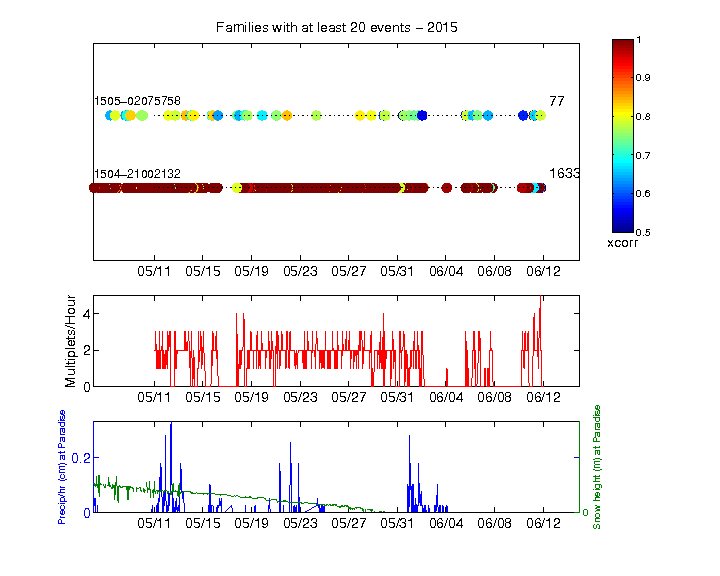 Families with at least 20 events – 2015
1505–02075758
77
1504–21002132
1633
05/11 05/15 05/19 05/23 05/27 05/31 06/04 06/08 06/12
1
0.9
0.8
0.7
0.6
0.5
xcorr
Multiplets/Hour
4
2
0
05/11 05/15 05/19 05/23 05/27 05/31 06/04 06/08 06/12
Precip/hr (cm) at Paradise
0.2
0
05/11 05/15 05/19 05/23 05/27 05/31 06/04 06/08 06/12
0
Snow height (m) at Paradise